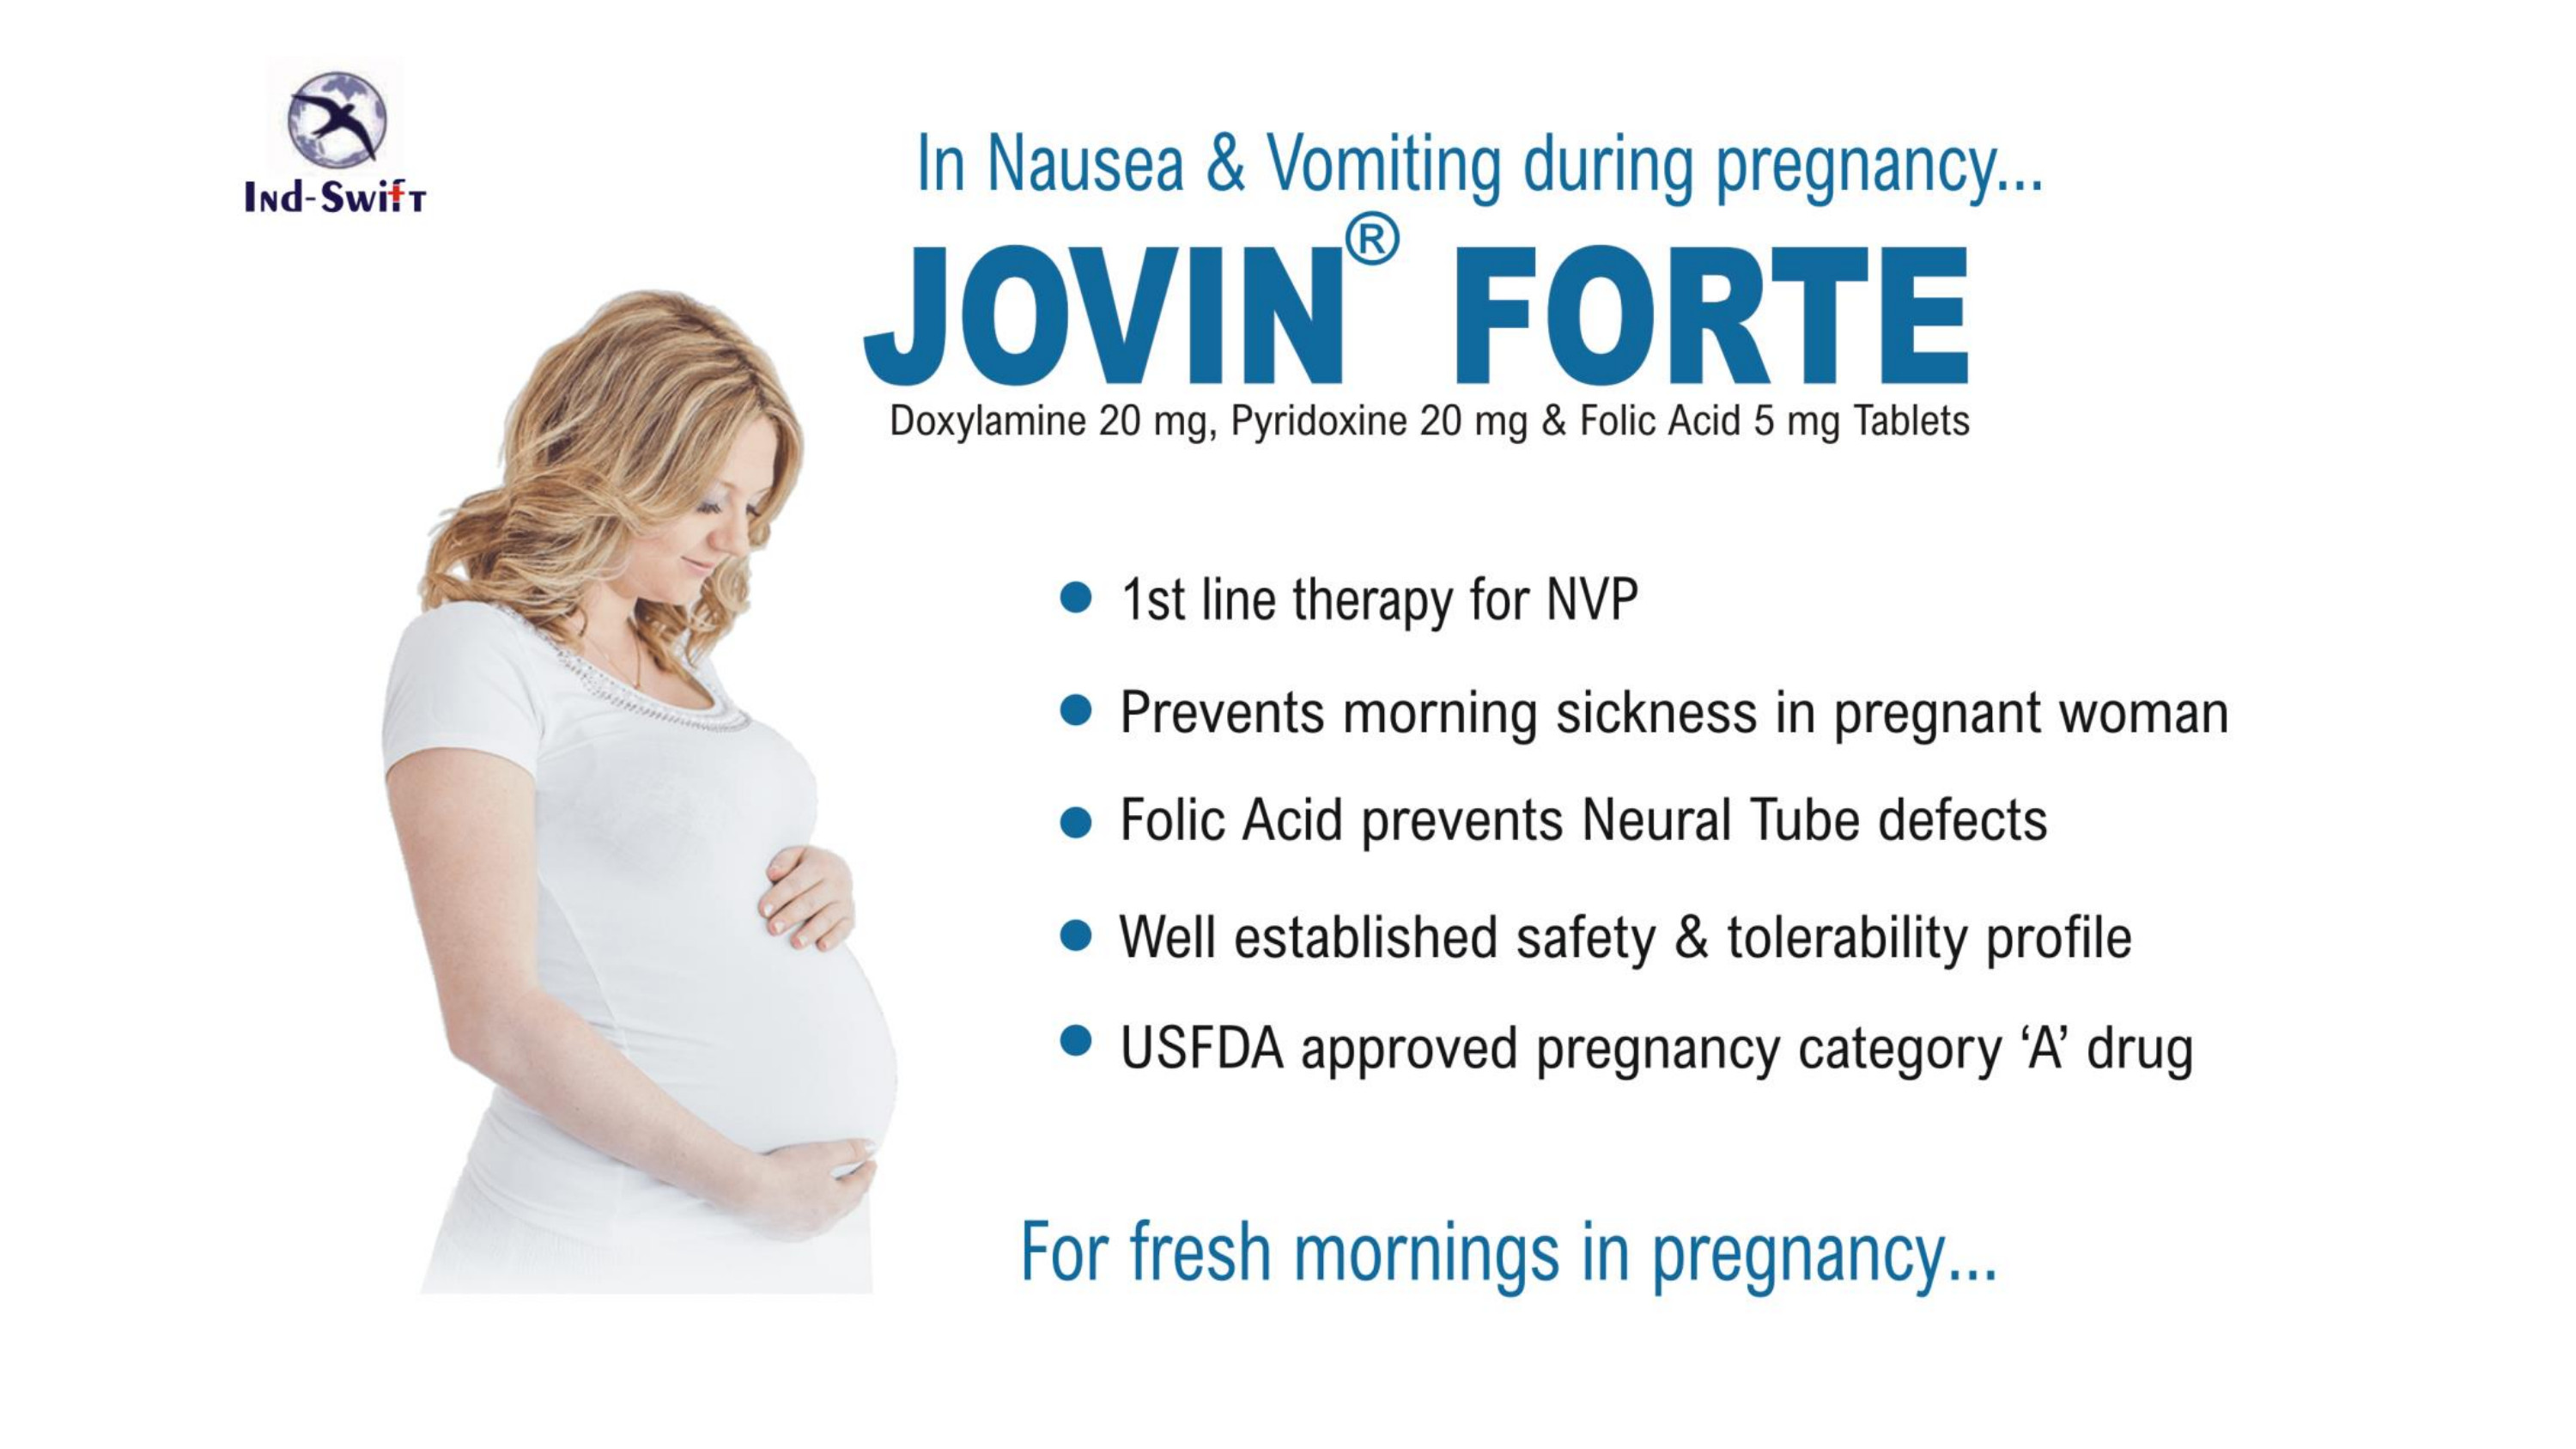 Ind-Swift
In Nausea & Vomiting during pregnancy...
JOVIN® FORTE
Doxylamine 20 mg, Pyridoxine 20 mg & Folic Acid 5 mg Tablets
● 1st line therapy for NVP
● Prevents morning sickness in pregnant woman
● Folic Acid prevents Neural Tube defects
● Well established safety & tolerability profile
● USFDA approved pregnancy category ‘A’ drug
For fresh mornings in pregnancy...